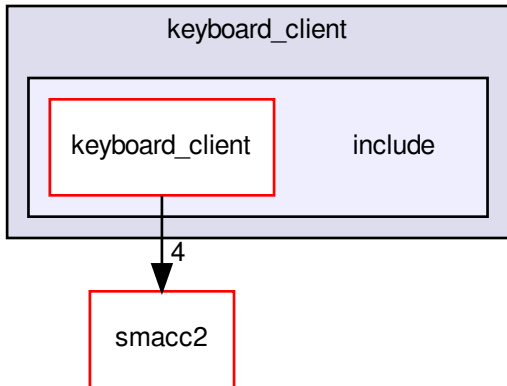 keyboard_client
keyboard_client include
4
smacc2